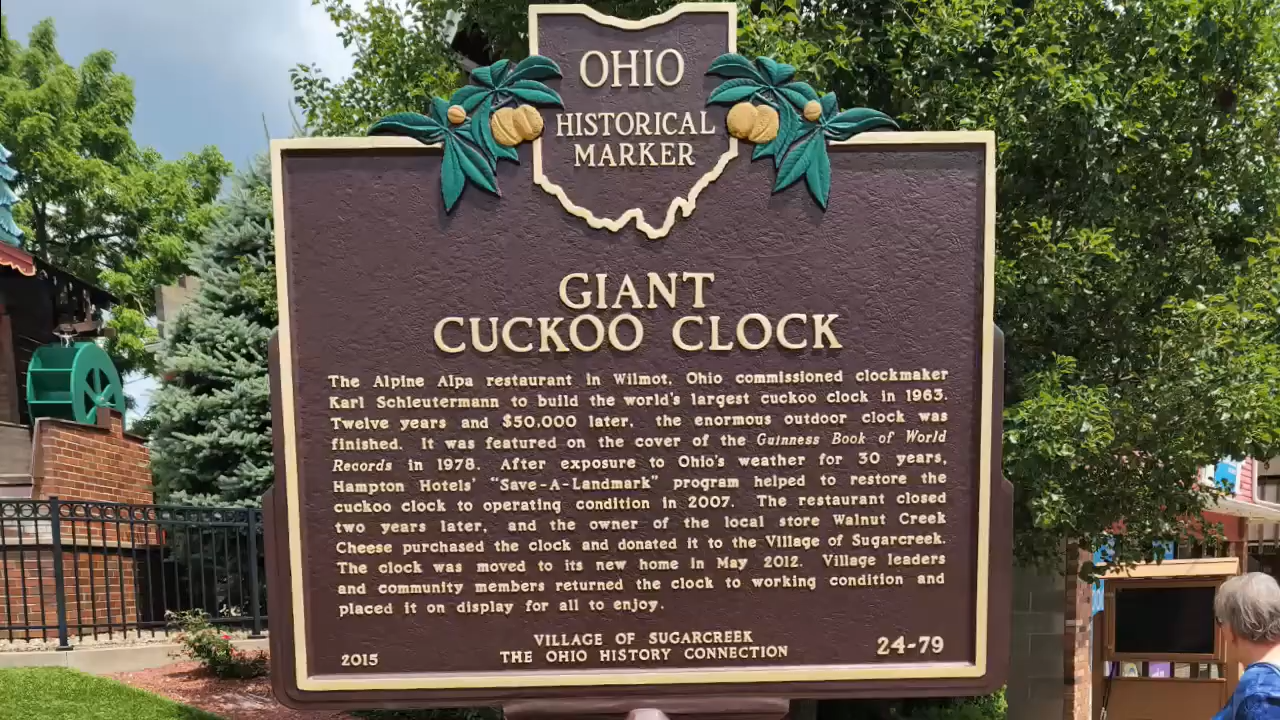 OHIO
HISTORICAL
MARKER
GIANT
CUCKOO CLOCK
The Alpine Alpa restaurant in Wilmot, Ohio commissioned clockmaker
Karl Schleutermann to build the world's largest cuckoo clock in 1963.
Twelve years and $50,000 later, the enormous outdoor clock was
finished. It was featured on the cover of the Guinness Book of World
Records in 1978. After exposure to Ohio's weather for 30 years,
Hampton Hotels' "Save-A-Landmark" program helped to restore the
cuckoo clock to operating condition in 2007. The restaurant closed
two years later, and the owner of the local store Walnut Creek
Cheese purchased the clock and donated it to the Village of Sugarcreek.
The clock was moved to its new home in May 2012. Village leaders
and community members returned the clock to working condition and
placed it on display for all to enjoy.
VILLAGE OF SUGARCREEK
THE OHIO HISTORY CONNECTION
2015
24-79